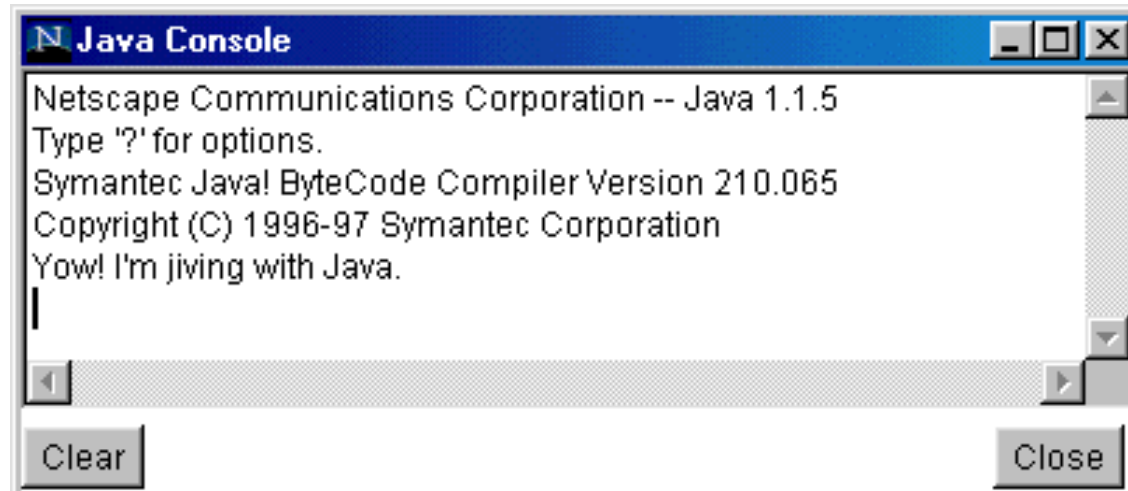 N Java Console
Netscape Communications Corporation -- Java 1.1.5
Type '?' for options.
Symantec Java! ByteCode Compiler Version 210.065
Copyright (C) 1996-97 Symantec Corporation
Yow! I'm jiving with Java.
Clear
Close